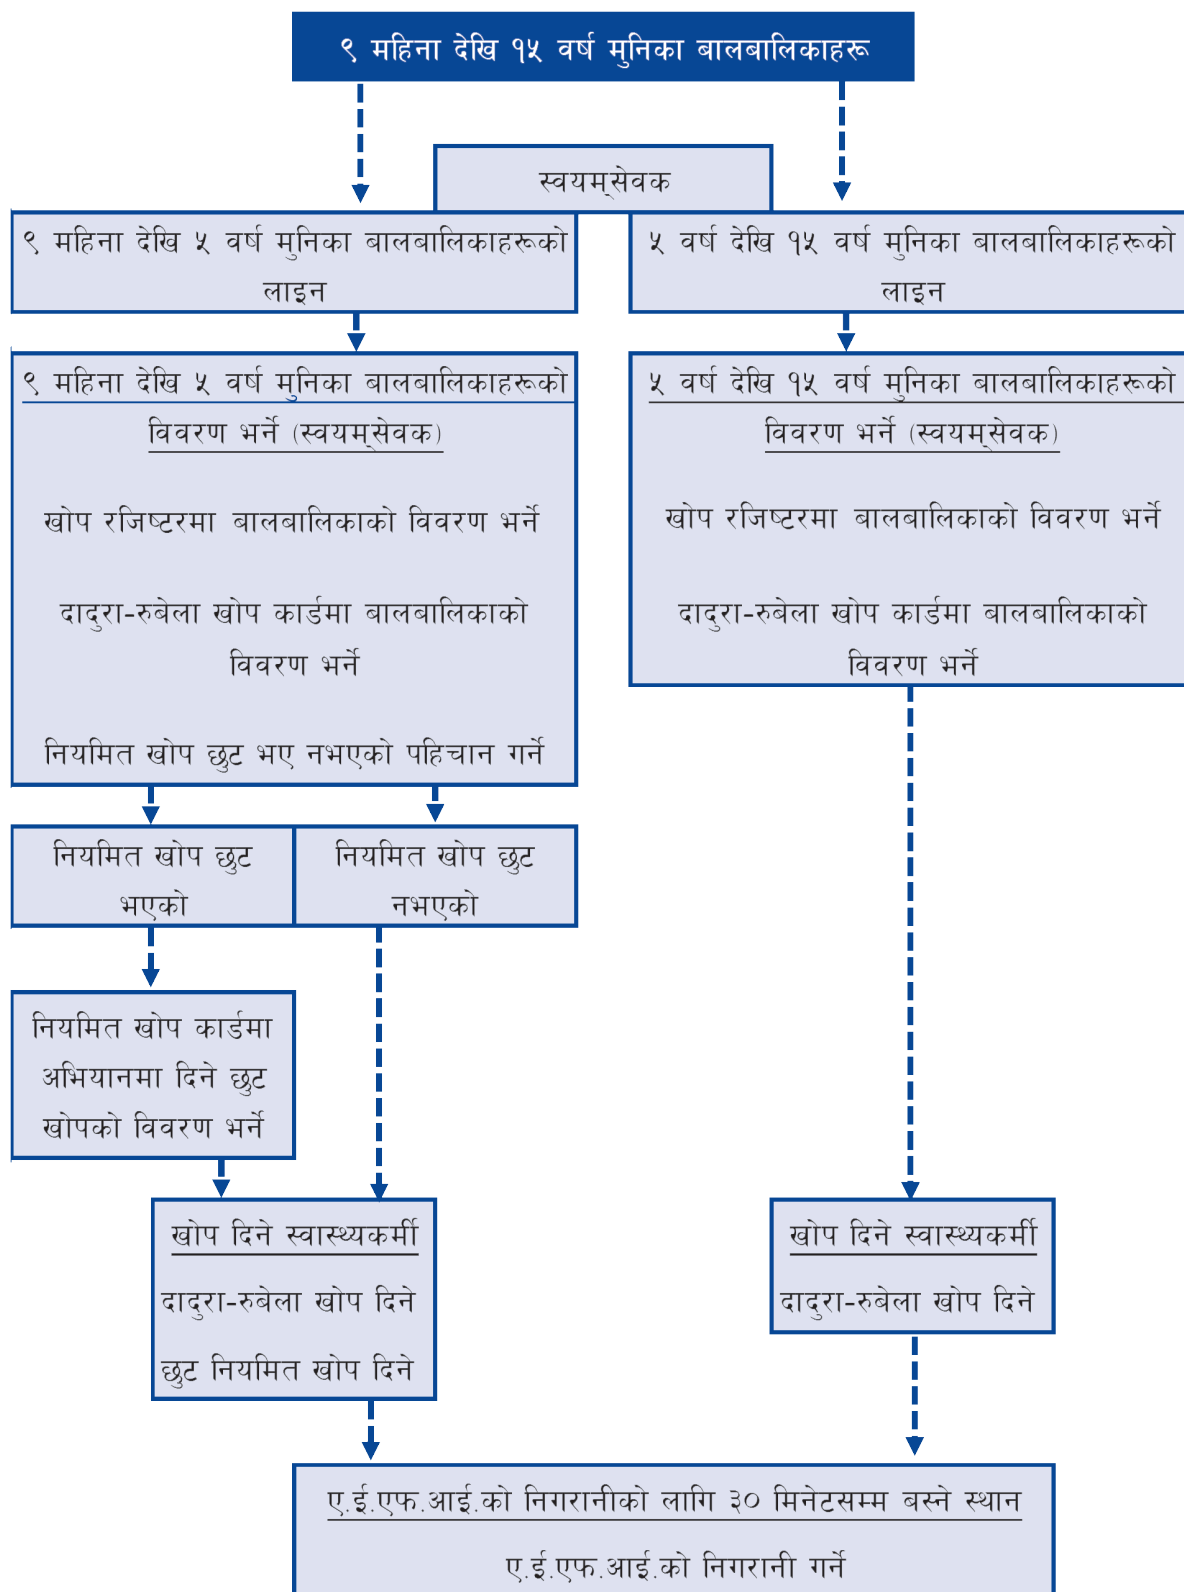 ९ महिना देखि १५ वर्ष मुनिका बालबालिकाहरू
स्वयम्‌सेवक
९ महिना देखि ५ वर्ष मुनिका बालबालिकाहरूको
लाइन
५ वर्ष देखि १५ वर्ष मुनिका बालबालिकाहरूको
लाइन
९ महिना देखि ५ वर्ष मुनिका बालबालिकाहरूको
विवरण भर्ने (स्वयम्‌सेवक)
खोप रजिष्टरमा बालबालिकाको विवरण भर्ने
दादुरा-रुबेला खोप कार्डमा बालबालिकाको
विवरण भर्ने
नियमित खोप छुट भए नभएको पहिचान गर्ने
५ वर्ष देखि १५ वर्ष मुनिका बालबालिकाहरूको
विवरण भर्ने (स्वयम्‌सेवक)
खोप रजिष्टरमा बालबालिकाको विवरण भर्ने
दादुरा-रुबेला खोप कार्डमा बालबालिकाको
विवरण भर्ने
नियमित खोप छुट
भएको
नियमित खोप छुट
नभएको
नियमित खोप कार्डमा
अभियानमा दिने छुट
खोपको विवरण भर्ने
खोप दिने स्वास्थ्यकर्मी
दादुरा-रुबेला खोप दिने
छुट नियमित खोप दिने
खोप दिने स्वास्थ्यकर्मी
दादुरा-रुबेला खोप दिने
ए.ई.एफ.आई.को निगरानीको लागि ३० मिनेटसम्म बस्ने स्थान
ए.ई.एफ.आई.को निगरानी गर्ने